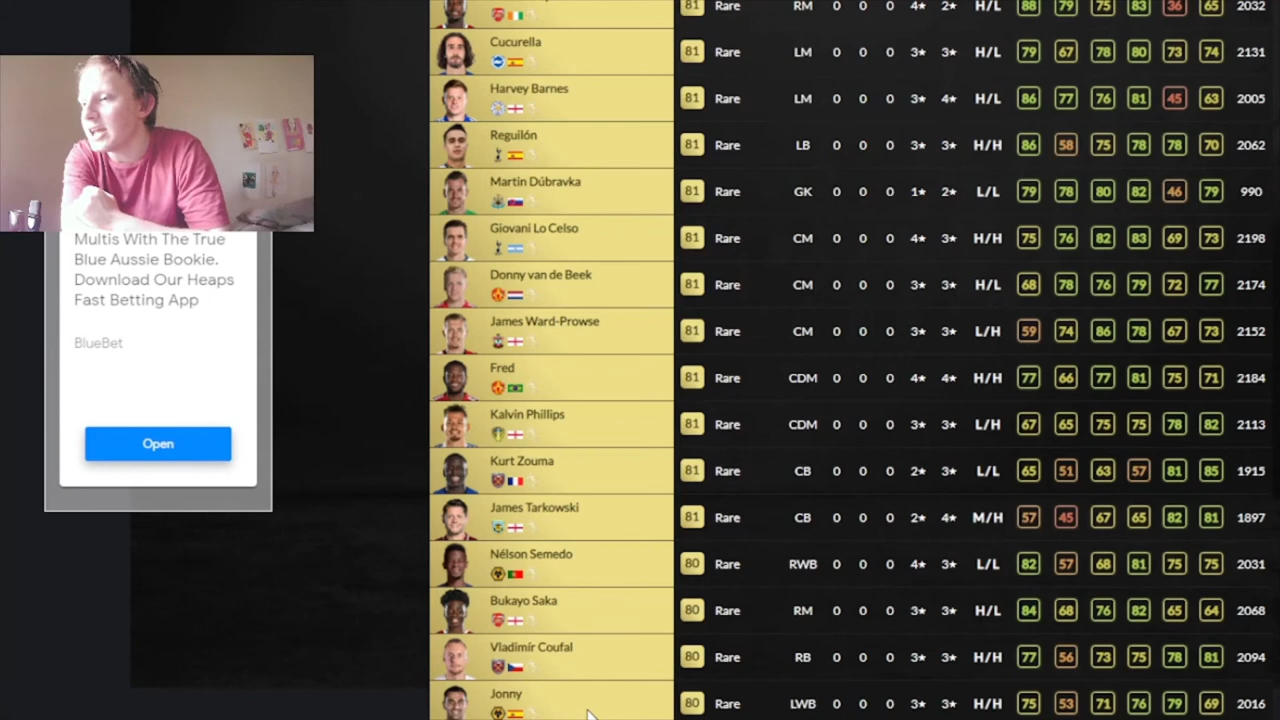 81 Rare RM 0 0 0 4★ 2★ H/L 88 79 75 83 36 65 2032
Cucurella 81 Rare LM 0 0 0 3★ 3★ H/L 79 67 78 80 73 74 2131
Harvey Barnes 81 Rare LM 0 0 0 3★ 4★ H/L 86 77 76 81 45 63 2005
Reguilón 81 Rare LB 0 0 0 3★ 3★ H/H 86 58 75 78 78 70 2062
Martin Dúbravka 81 Rare GK 0 0 0 1★ 2★ L/L 79 78 80 82 46 79 990
Giovani Lo Celso 81 Rare CM 0 0 0 4★ 3★ H/H 75 76 82 83 69 73 2198
Donny van de Beek 81 Rare CM 0 0 0 3★ 3★ H/L 68 78 76 79 72 77 2174
James Ward-Prowse 81 Rare CM 0 0 0 3★ 3★ L/H 59 74 86 78 67 73 2152
Fred 81 Rare CDM 0 0 0 4★ 4★ H/H 77 66 77 81 75 71 2184
Kalvin Phillips 81 Rare CDM 0 0 0 3★ 3★ L/H 67 65 75 75 78 82 2113
Kurt Zouma 81 Rare CB 0 0 0 2★ 3★ L/L 65 51 63 57 81 85 1915
James Tarkowski 81 Rare CB 0 0 0 2★ 4★ M/H 57 45 67 65 82 81 1897
Nélson Semedo 80 Rare RWB 0 0 0 4★ 3★ L/L 82 57 68 81 75 75 2031
Bukayo Saka 80 Rare RM 0 0 0 3★ 3★ H/L 84 68 76 82 65 64 2068
Vladimír Coufal 80 Rare RB 0 0 0 3★ 3★ H/H 77 56 73 75 78 81 2094
Jonny 80 Rare LWB 0 0 0 3★ 3★ H/H 75 53 71 76 79 69 2016
Multis With The True
Blue Aussie Bookie.
Download Our Heaps
Fast Betting App
BlueBet
Open